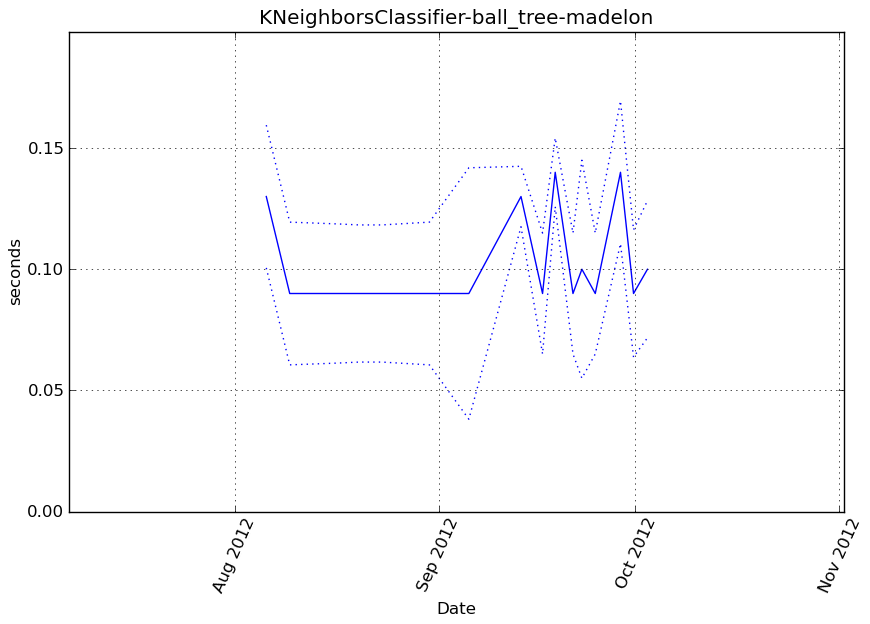 KNeighborsClassifier-ball_tree-madelon
seconds
0.15
0.10
0.05
0.00
Aug 2012
Sep 2012
Oct 2012
Nov 2012
Date